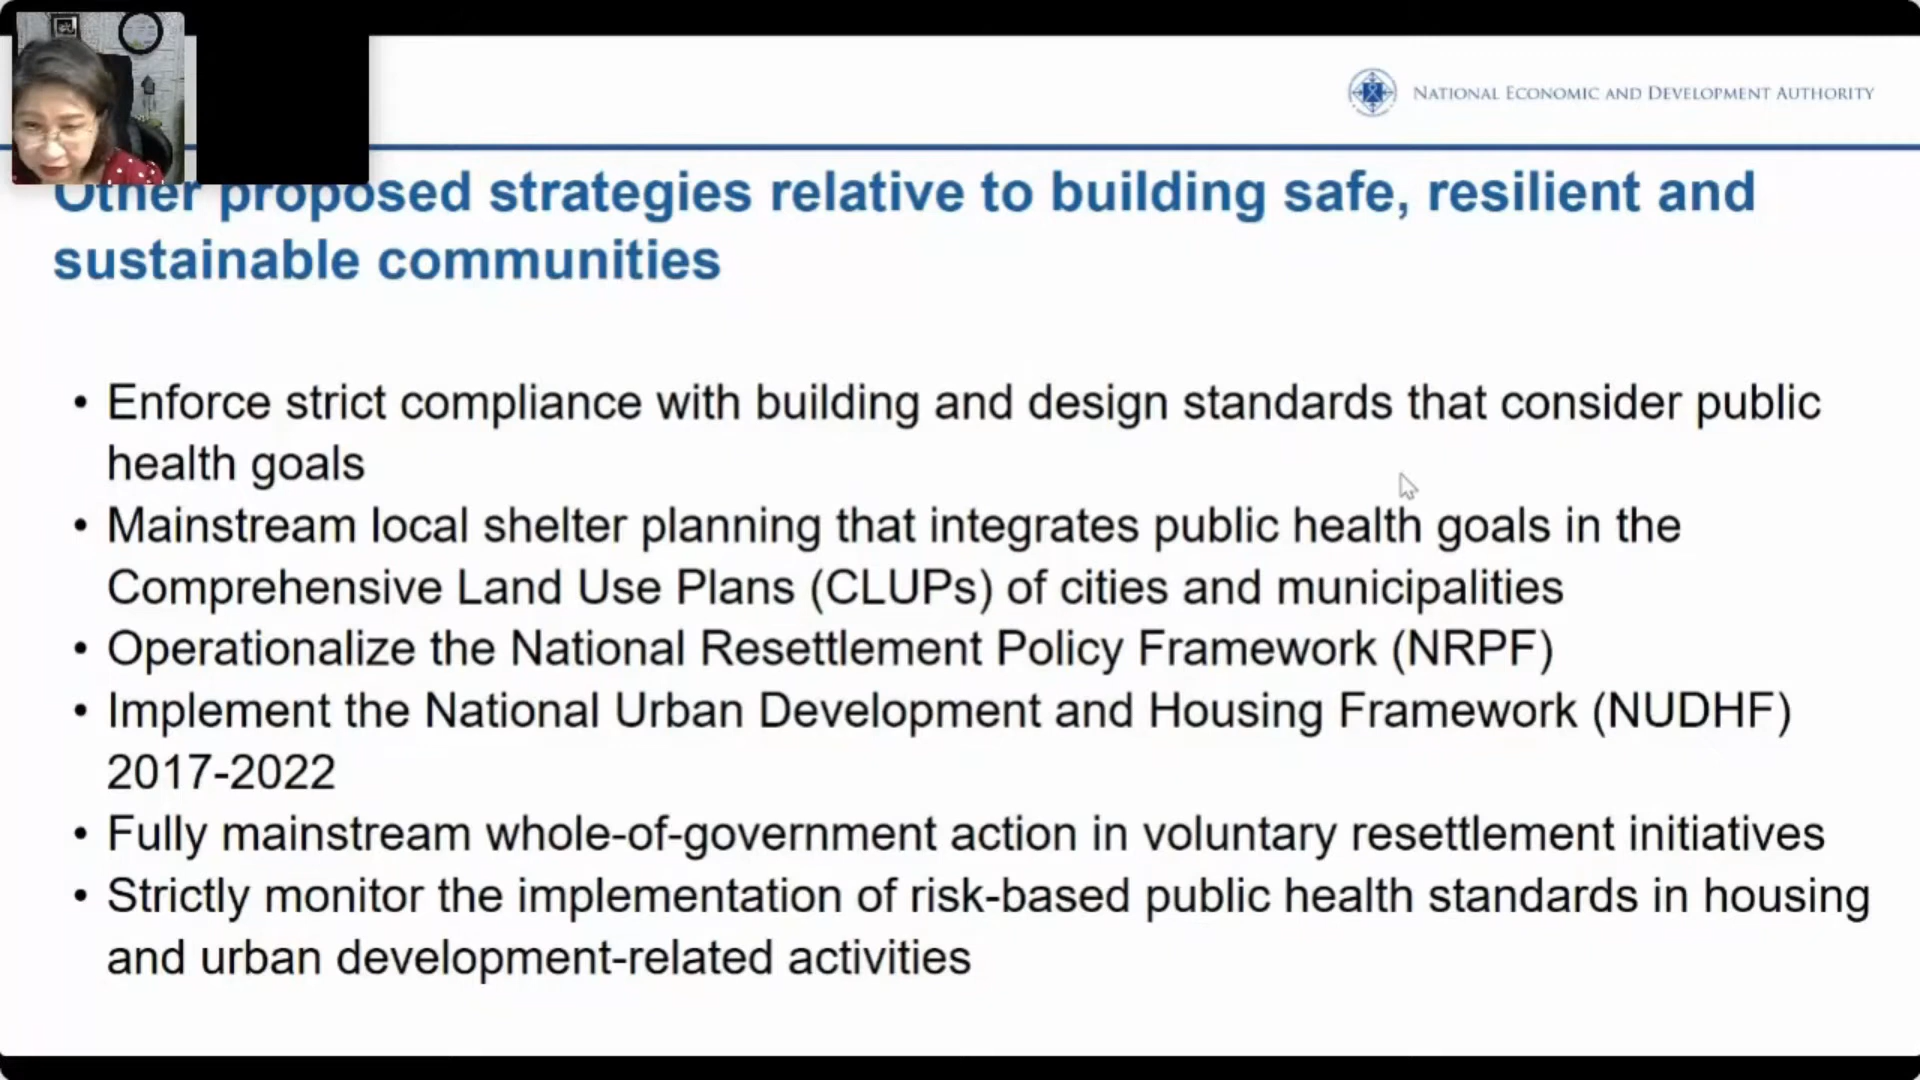 NATIONAL ECONOMIC AND DEVELOPMENT AUTHORITY
Other proposed strategies relative to building safe, resilient and
sustainable communities
• Enforce strict compliance with building and design standards that consider public
health goals
• Mainstream local shelter planning that integrates public health goals in the
Comprehensive Land Use Plans (CLUPs) of cities and municipalities
• Operationalize the National Resettlement Policy Framework (NRPF)
• Implement the National Urban Development and Housing Framework (NUDHF)
2017-2022
• Fully mainstream whole-of-government action in voluntary resettlement initiatives
• Strictly monitor the implementation of risk-based public health standards in housing
and urban development-related activities